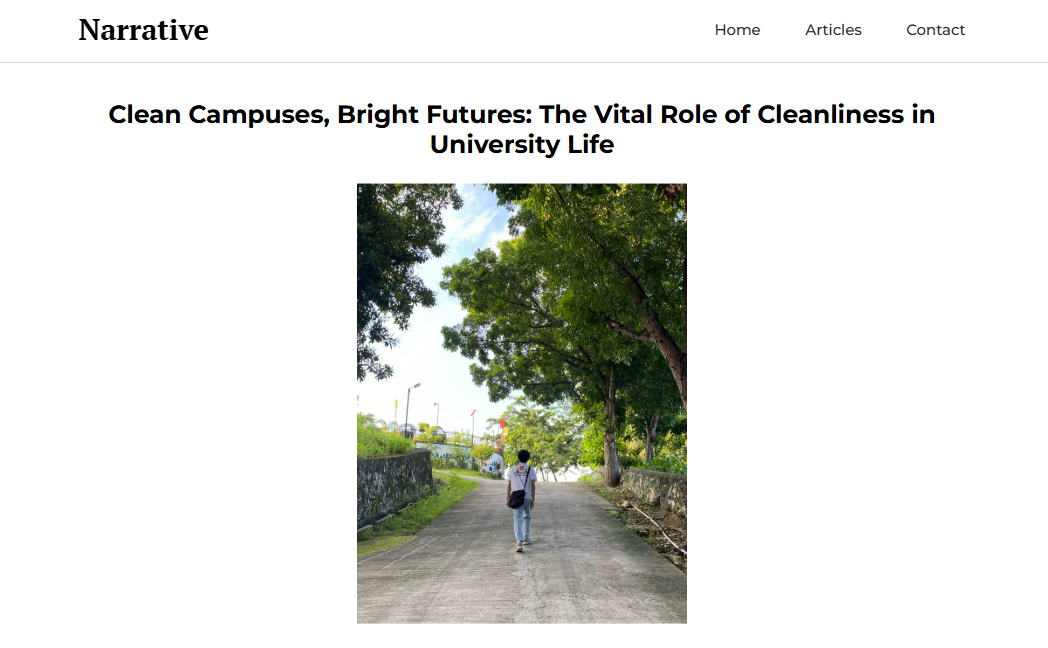 Narrative
Home Articles Contact
Clean Campuses, Bright Futures: The Vital Role of Cleanliness in
University Life